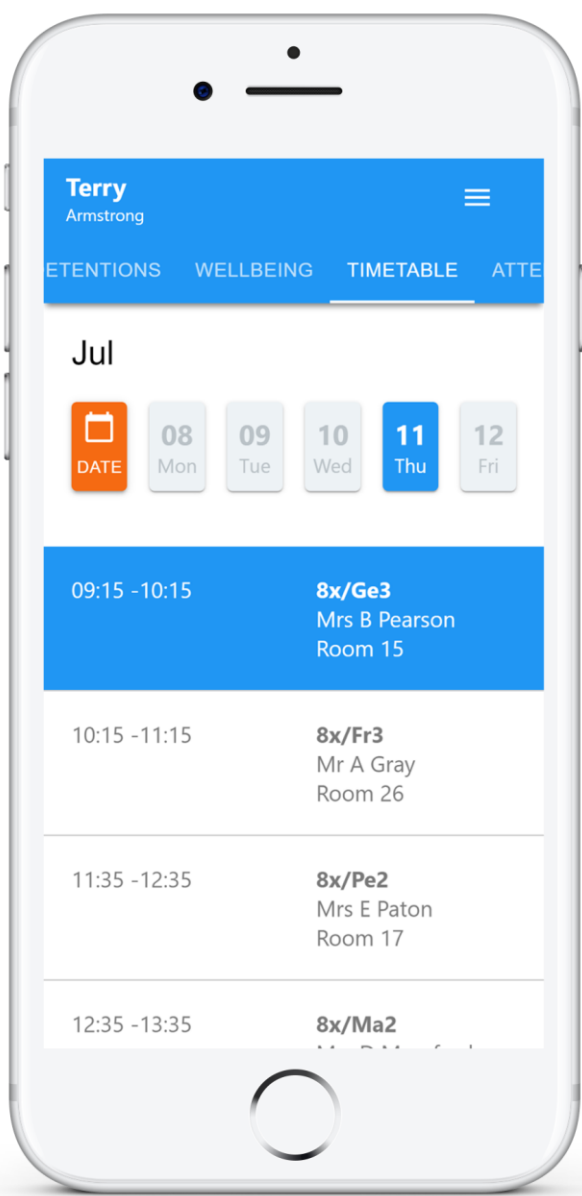 Terry
Armstrong
ETENTIONS WELLBEING TIMETABLE ATTE
Jul
DATE
08 Mon
09 Tue
10 Wed
11 Thu
12 Fri
09:15 -10:15 8x/Ge3
Mrs B Pearson
Room 15
10:15 -11:15 8x/Fr3
Mr A Gray
Room 26
11:35 -12:35 8x/Pe2
Mrs E Paton
Room 17
12:35 -13:35 8x/Ma2